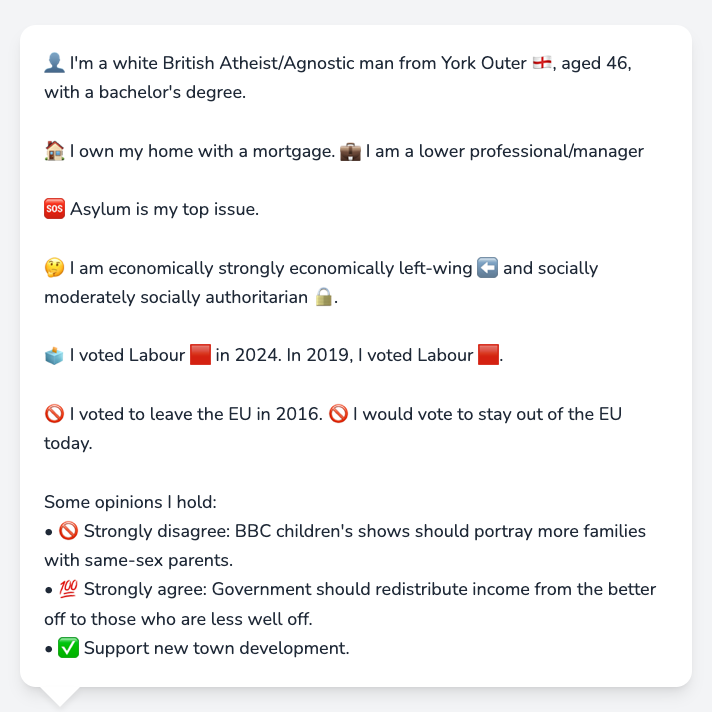 👤 I'm a white British Atheist/Agnostic man from York Outer 🏴󠁧󠁢󠁥󠁮󠁧󠁿, aged 46,
with a bachelor's degree.
🏠 I own my home with a mortgage. 💼 I am a lower professional/manager
🆘 Asylum is my top issue.
🤔 I am economically strongly economically left-wing ⬅️ and socially
moderately socially authoritarian 🔒.
🗳️ I voted Labour 🟥 in 2024. In 2019, I voted Labour 🟥.
🚫 I voted to leave the EU in 2016. 🚫 I would vote to stay out of the EU
today.
Some opinions I hold:
• 🚫 Strongly disagree: BBC children's shows should portray more families
with same-sex parents.
• 💯 Strongly agree: Government should redistribute income from the better
off to those who are less well off.
• ✅ Support new town development.